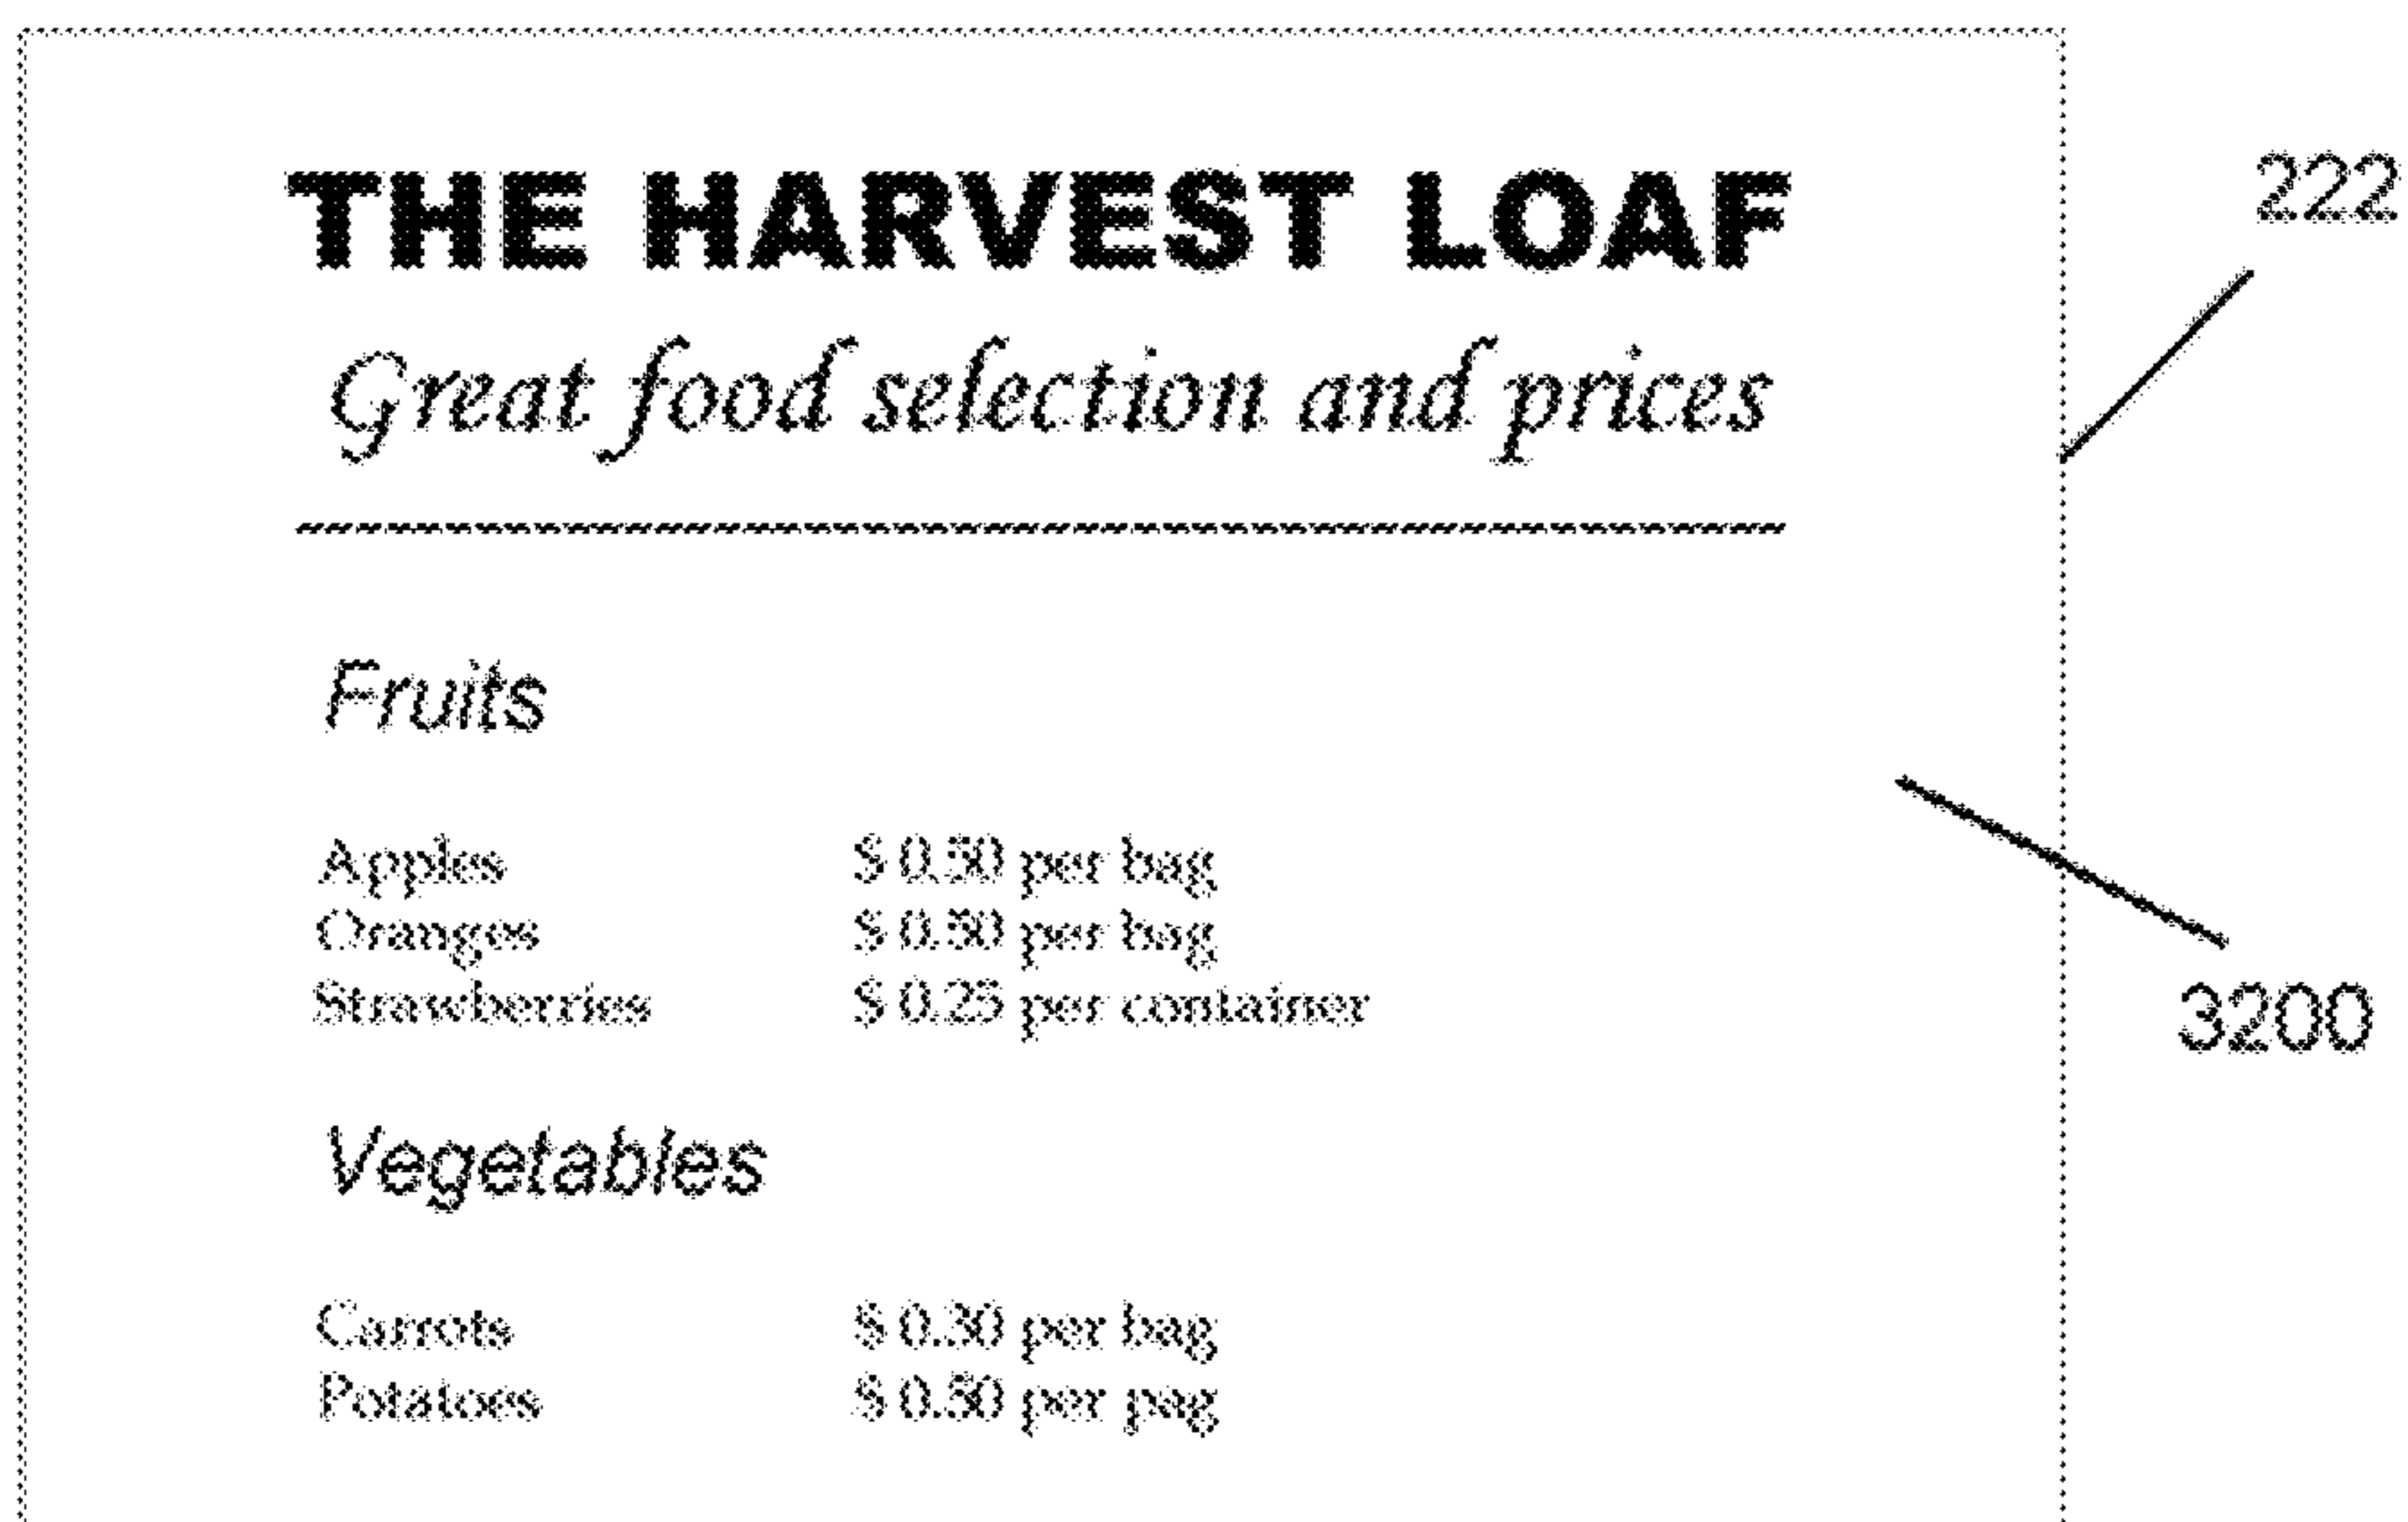 THE HARVEST LOAF
222
Great food selection and prices
Fruits
Apples $ 0.50 per bag
Oranges $ 0.50 per bag
Strawberries $ 0.25 per container
3200
Vegetables
Carrots $ 0.30 per bag
Potatoes $ 0.50 per pag